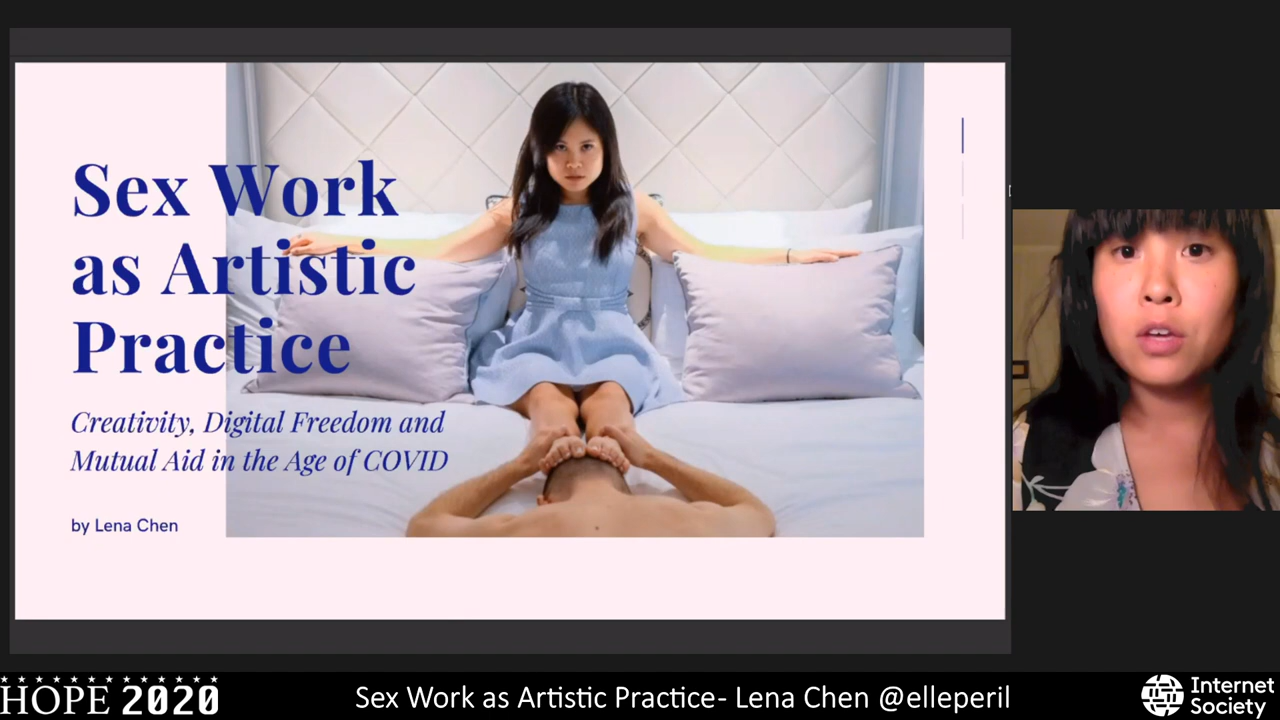 Sex Work
as Artistic
Practice
Creativity, Digital Freedom and
Mutual Aid in the Age of COVID
by Lena Chen
HOPE 2020
Sex Work as Artistic Practice- Lena Chen @elleperil
Internet
Society